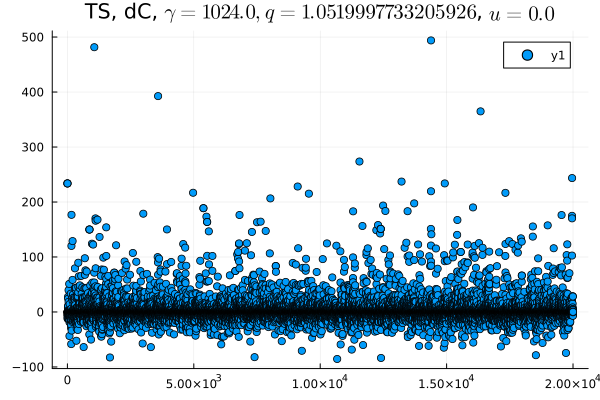 TS, dC, γ = 1024.0, q = 1.0519997733205926, u = 0.0
500
y1
400
300
200
100
0
−100
0 5.00×10³ 1.00×10⁴ 1.50×10⁴ 2.00×10⁴